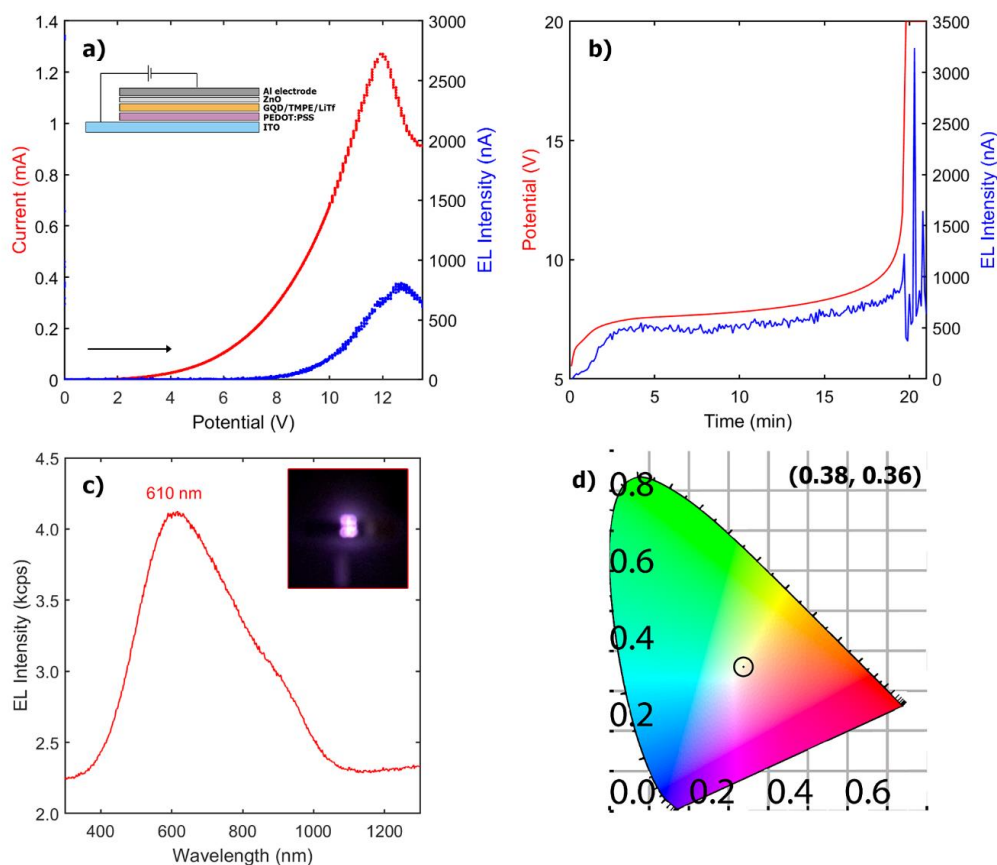 a)
Al electrode
ZnO
GQD/TMPE/LiTf
PEDOT:PSS
ITO
Current (mA)
1.4
1.2
1
0.8
0.6
0.4
0.2
0
3000
2500
2000
1500
1000
500
0
EL Intensity (nA)
0 2 4 6 8 10 12
Potential (V)
b)
Potential (V)
20
15
10
5
3500
3000
2500
2000
1500
1000
500
0
EL Intensity (nA)
0 5 10 15 20
Time (min)
c)
610 nm
EL Intensity (kcps)
4.5
4.0
3.5
3.0
2.5
2.0
400 600 800 1000 1200
Wavelength (nm)
d)
(0.38, 0.36)
0.8
0.6
0.4
0.2
0.0 0.2 0.4 0.6